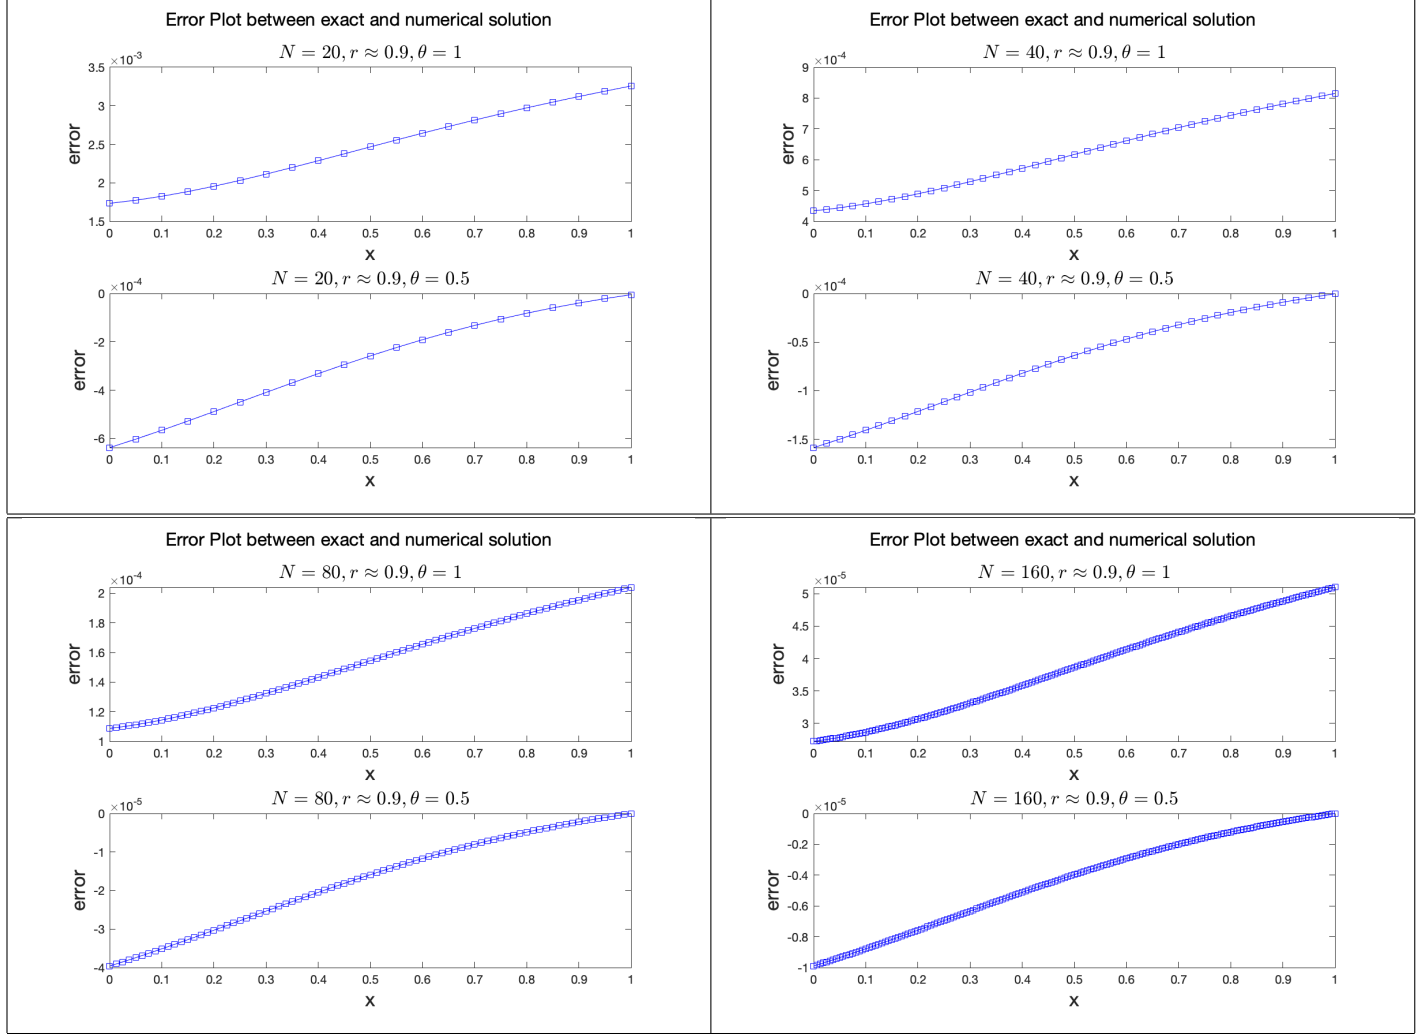 Error Plot between exact and numerical solution
N = 20, r ≈ 0.9, θ = 1
×10⁻³
3.5
3
2.5
2
1.5
error
0 0.1 0.2 0.3 0.4 0.5 0.6 0.7 0.8 0.9 1
x
N = 20, r ≈ 0.9, θ = 0.5
×10⁻⁴
0
-2
-4
-6
error
0 0.1 0.2 0.3 0.4 0.5 0.6 0.7 0.8 0.9 1
x
Error Plot between exact and numerical solution
N = 40, r ≈ 0.9, θ = 1
×10⁻⁴
9
8
7
6
5
4
error
0 0.1 0.2 0.3 0.4 0.5 0.6 0.7 0.8 0.9 1
x
N = 40, r ≈ 0.9, θ = 0.5
×10⁻⁴
0
-0.5
-1
-1.5
error
0 0.1 0.2 0.3 0.4 0.5 0.6 0.7 0.8 0.9 1
x
Error Plot between exact and numerical solution
N = 80, r ≈ 0.9, θ = 1
×10⁻⁴
2
1.8
1.6
1.4
1.2
1
error
0 0.1 0.2 0.3 0.4 0.5 0.6 0.7 0.8 0.9 1
x
N = 80, r ≈ 0.9, θ = 0.5
×10⁻⁵
0
-1
-2
-3
-4
error
0 0.1 0.2 0.3 0.4 0.5 0.6 0.7 0.8 0.9 1
x
Error Plot between exact and numerical solution
N = 160, r ≈ 0.9, θ = 1
×10⁻⁵
5
4.5
4
3.5
3
error
0 0.1 0.2 0.3 0.4 0.5 0.6 0.7 0.8 0.9 1
x
N = 160, r ≈ 0.9, θ = 0.5
×10⁻⁵
0
-0.2
-0.4
-0.6
-0.8
-1
error
0 0.1 0.2 0.3 0.4 0.5 0.6 0.7 0.8 0.9 1
x